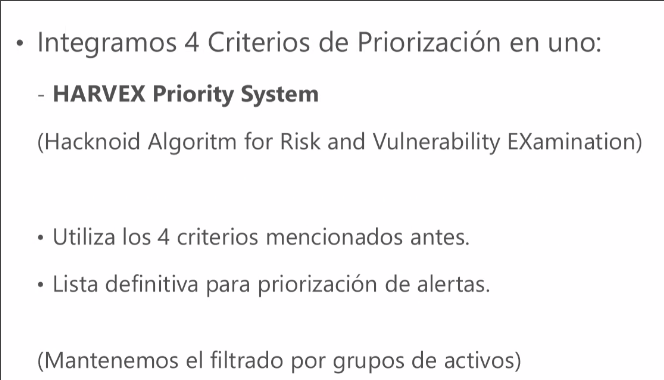 • Integramos 4 Criterios de Priorización en uno:
- HARVEX Priority System
(Hacknoid Algoritm for Risk and Vulnerability EXamination)
• Utiliza los 4 criterios mencionados antes.
• Lista definitiva para priorización de alertas.
(Mantenemos el filtrado por grupos de activos)